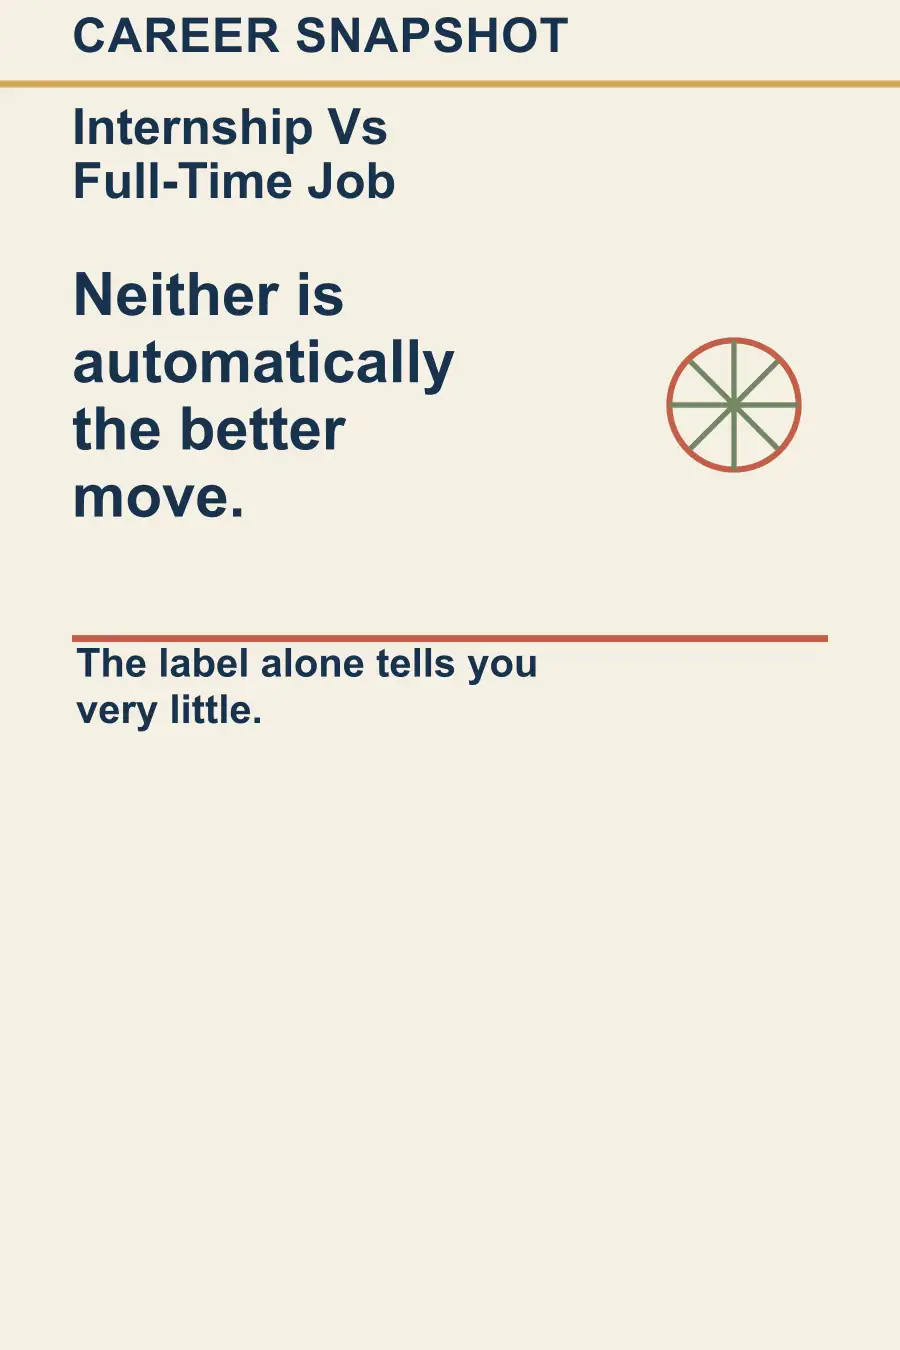 CAREER SNAPSHOT
Internship Vs
Full-Time Job
Neither is
automatically
the better
move.
The label alone tells you
very little.